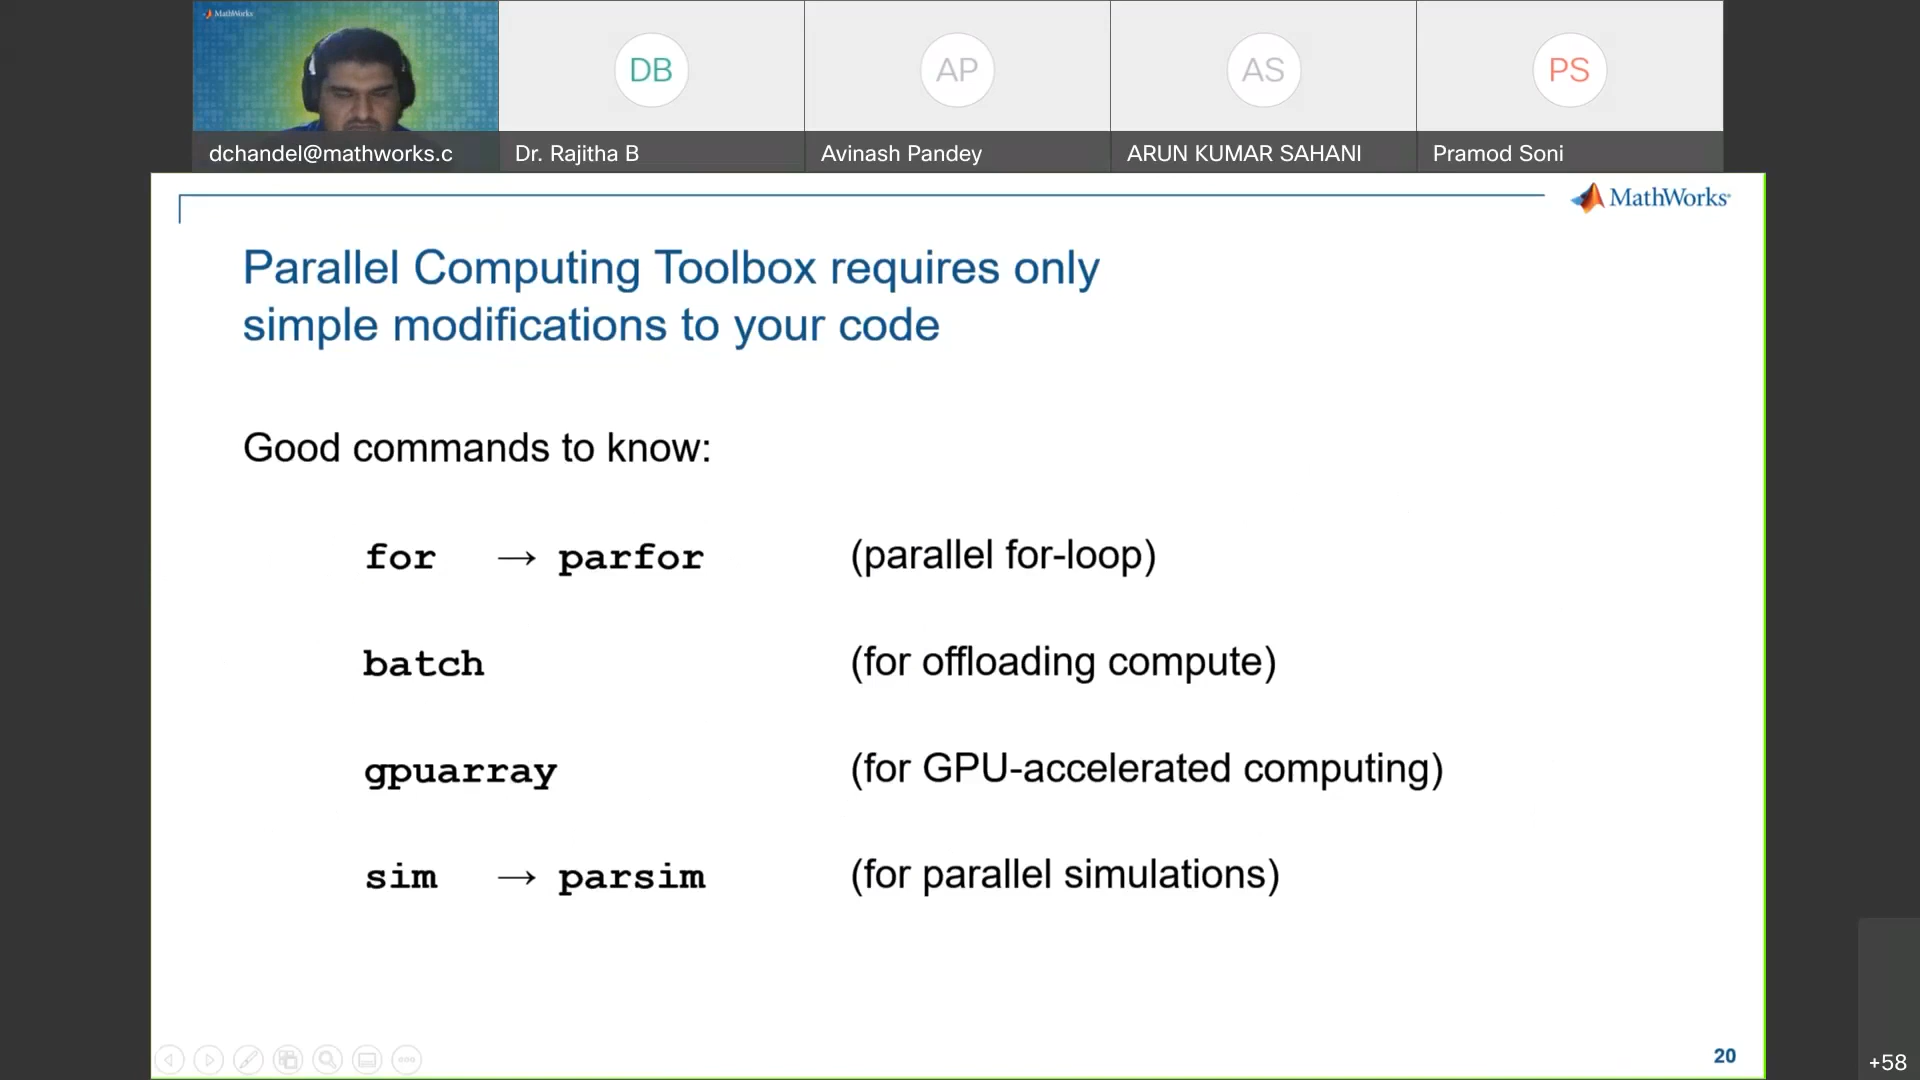 MathWorks
DB
AP
AS
PS
dchandel@mathworks.c
Dr. Rajitha B
Avinash Pandey
ARUN KUMAR SAHANI
Pramod Soni
MathWorks
Parallel Computing Toolbox requires only
simple modifications to your code
Good commands to know:
for → parfor (parallel for-loop)
batch (for offloading compute)
gpuarray (for GPU-accelerated computing)
sim → parsim (for parallel simulations)
20
+58